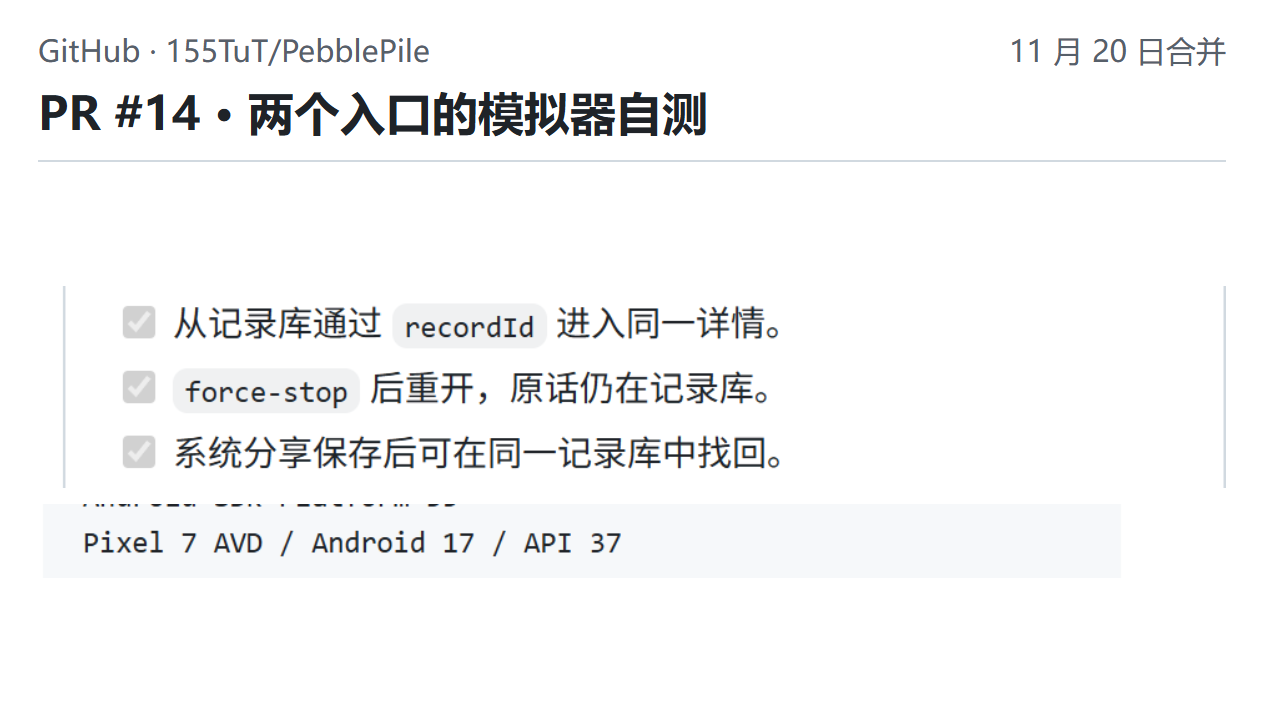 GitHub · 155TuT/PebblePile
11 月 20 日合并
PR #14 • 两个入口的模拟器自测
从记录库通过 recordId 进入同一详情。
force-stop 后重开，原话仍在记录库。
系统分享保存后可在同一记录库中找回。
Pixel 7 AVD / Android 17 / API 37